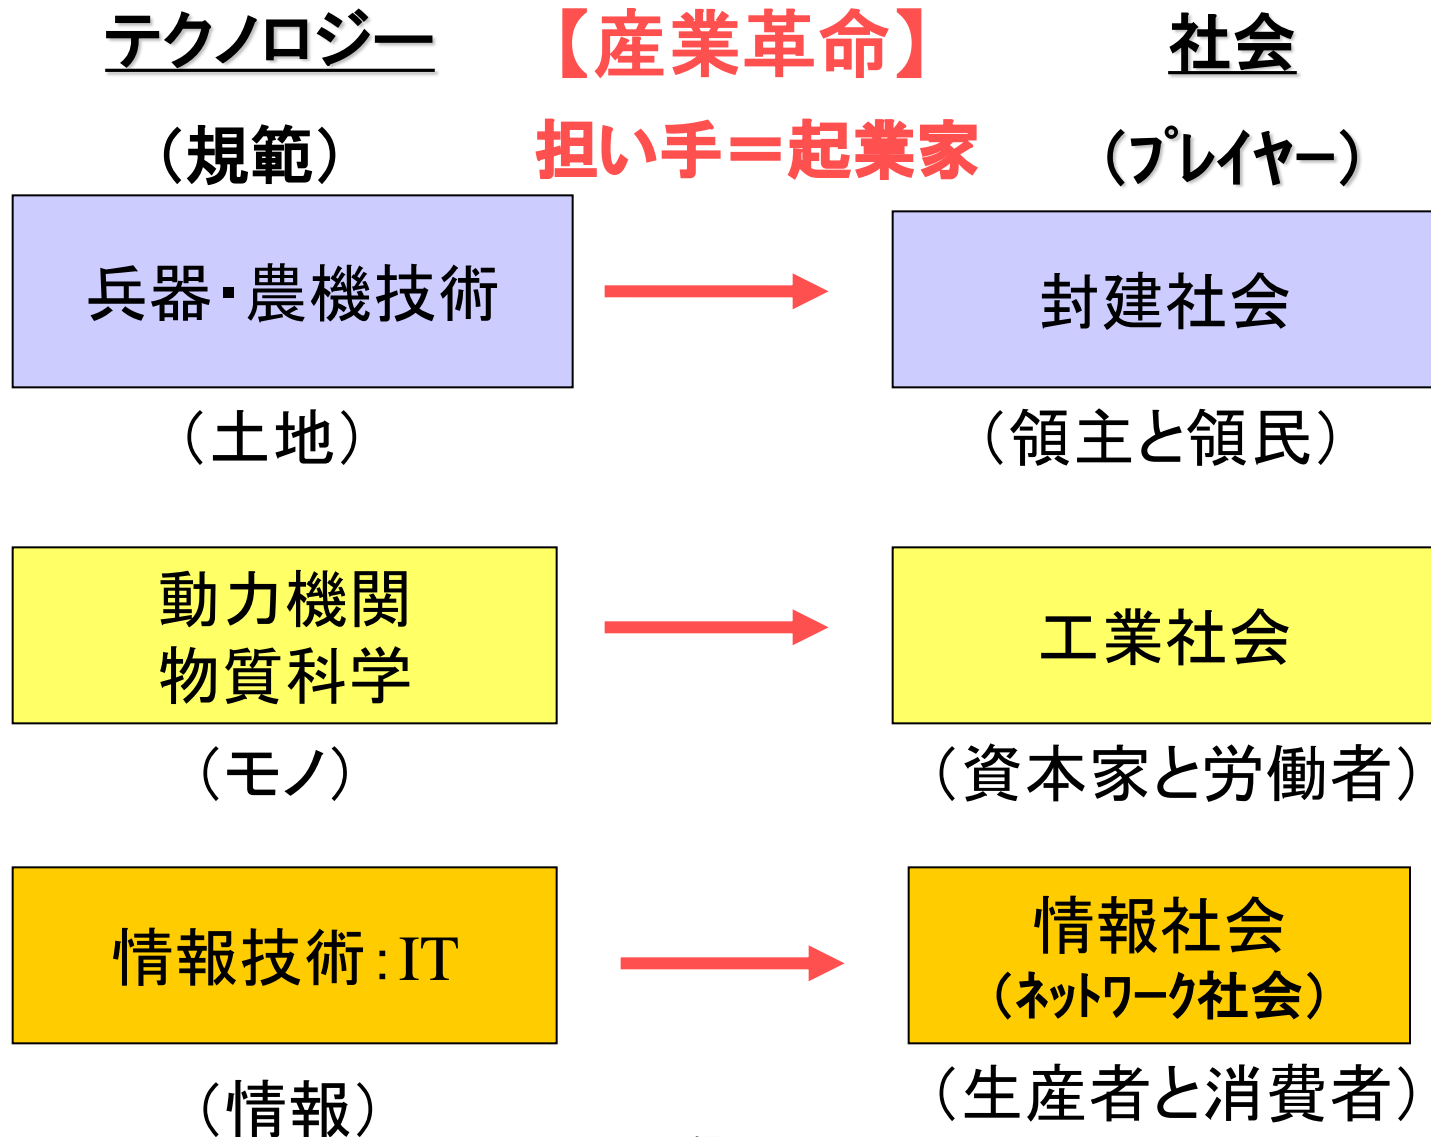 テクノロジー 【産業革命】 社会
（規範） 担い手＝起業家 （プレイヤー）
兵器・農機技術 封建社会
（土地） （領主と領民）
動力機関
物質科学
工業社会
（モノ） （資本家と労働者）
情報技術：IT
情報社会
（ネットワーク社会）
（情報） （生産者と消費者）